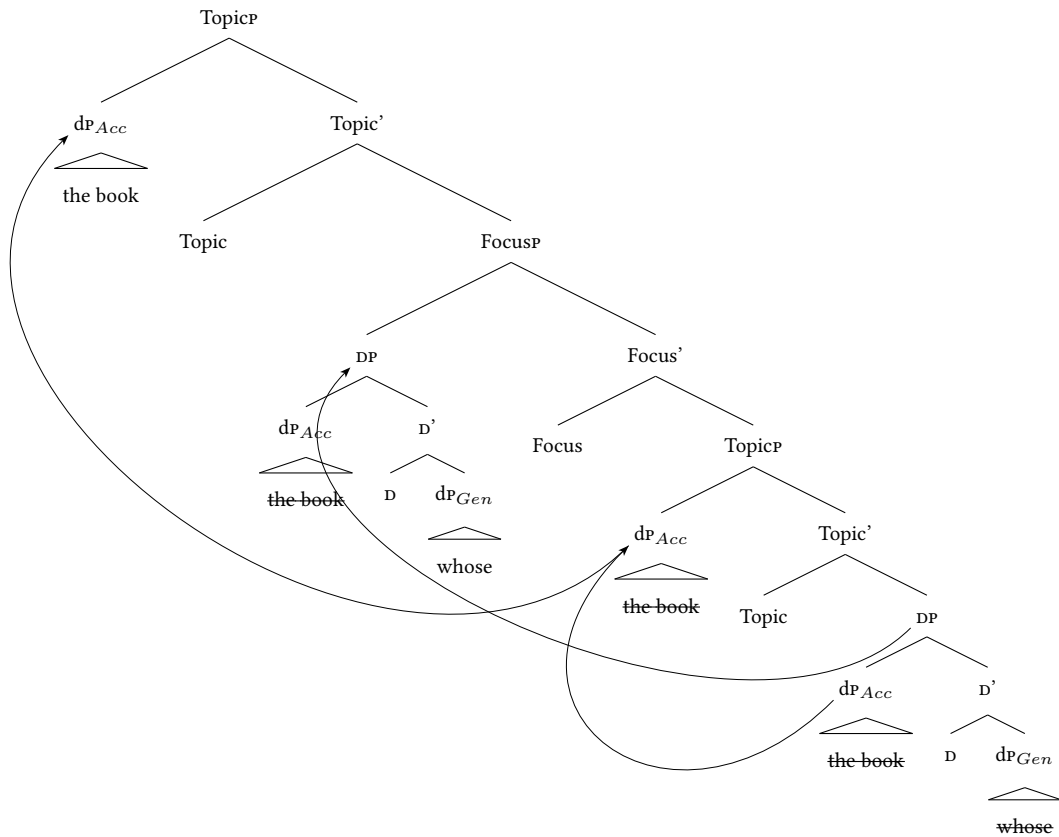 TopicP
dP_Acc Topic’
the book
Topic FocusP
DP Focus’
dP_Acc D’ Focus TopicP
the book D dP_Gen
whose
dP_Acc Topic’
the book Topic DP
dP_Acc D’
the book D dP_Gen
whose